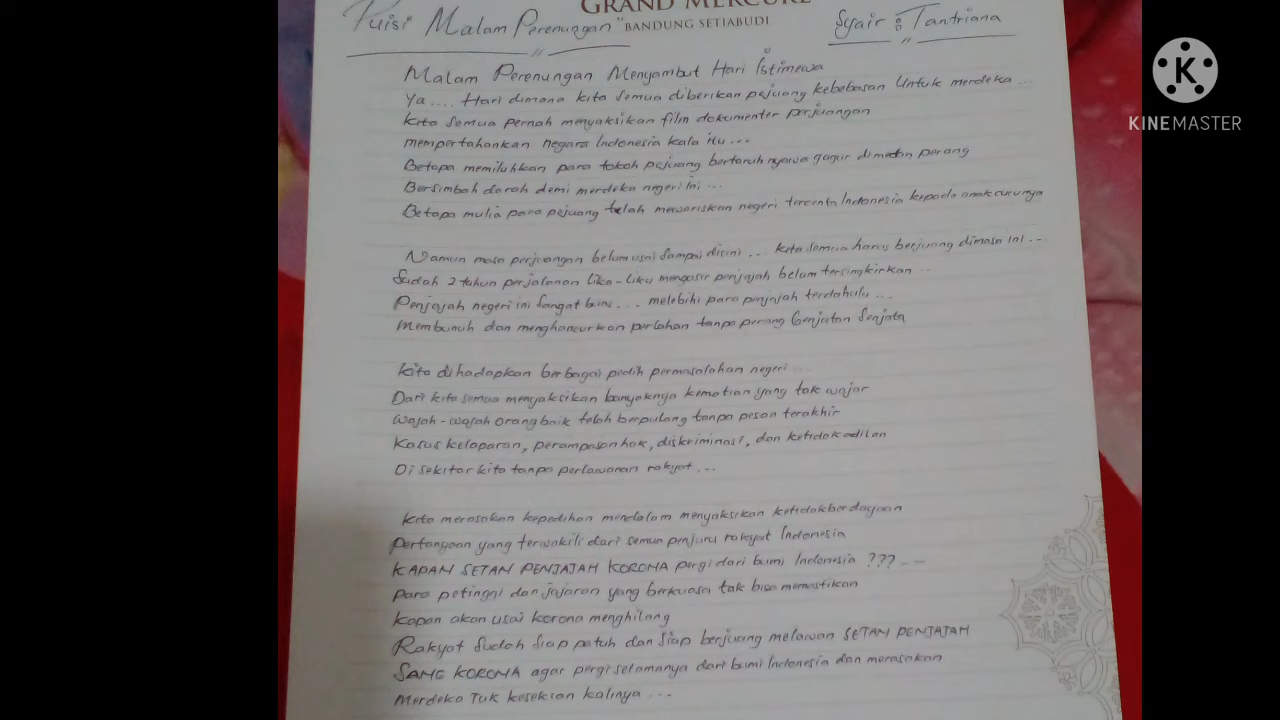 GRAND MERCURE
BANDUNG SETIABUDI
Puisi Malam Perenungan"
Syair : Tantriana
KINEMASTER
Malam Perenungan Menyambut Hari Istimewa
Ya .... Hari dimana kita semua diberikan pejuang kebebasan Untuk merdeka ...
Kita semua pernah menyaksikan film dokumenter perjuangan
mempertahankan negara Indonesia kala itu ...
Betapa memiluhkan para tokoh pejuang bertaruh nyawa gugur dimedan perang
Bersimbah darah demi merdeka negeri ini ...
Betapa mulia para pejuang telah mewariskan negeri tercinta Indonesia kepada anak cucunya
Namun masa perjuangan belum usai sampai disini ... kita semua harus berjuang dimasa ini ...
Sudah 2 tahun perjalanan lika-liku mengusir penjajah belum tersingkirkan ...
Penjajah negeri ini sangat buas ... melebihi para penjajah terdahulu ...
Membunuh dan menghancurkan perlahan tanpa perang Genjatan Senjata
Kita dihadapkan berbagai pedih permasalahan negeri ...
Dari kita semua menyaksikan banyaknya kematian yang tak wajar
Wajah-wajah orang baik telah berpulang tanpa pesan terakhir
Kasus kelaparan, perampasan hak, diskriminasi, dan ketidakadilan
Di sekitar kita tanpa perlawanan rakyat ...
Kita merasakan kepedihan mendalam menyaksikan ketidakberdayaan
Pertanyaan yang terwakili dari semua penjuru rakyat Indonesia
KAPAN SETAN PENJAJAH KORONA pergi dari bumi Indonesia ??? ...
Para petinggi dan jajaran yang berkuasa tak bisa memastikan
Kapan akan usai korona menghilang
Rakyat sudah siap patuh dan siap berjuang melawan SETAN PENJAJAH
SANG KORONA agar pergi selamanya dari bumi Indonesia dan merasakan
Merdeka Tuk kesekian kalinya ...